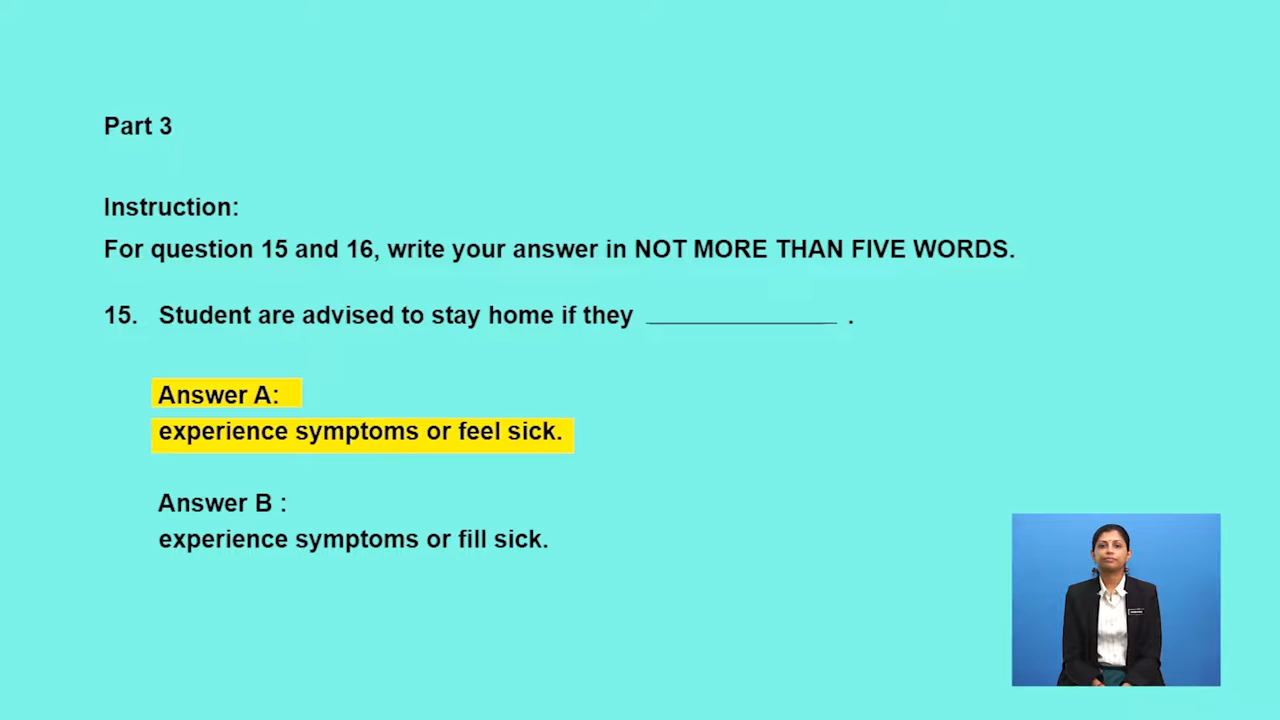 Part 3
Instruction:
For question 15 and 16, write your answer in NOT MORE THAN FIVE WORDS.
15. Student are advised to stay home if they ____________ .
Answer A:
experience symptoms or feel sick.
Answer B :
experience symptoms or fill sick.